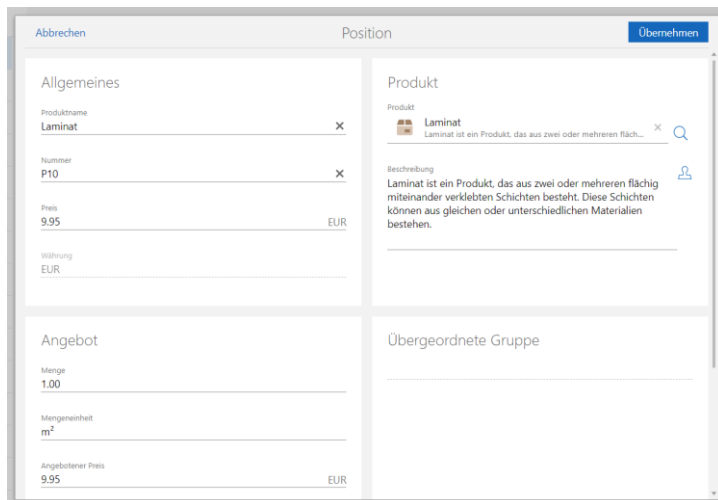 Abbrechen
Position
Übernehmen
Allgemeines
Produktname
Laminat
Nummer
P10
Preis
9.95 EUR
Währung
EUR
Produkt
Produkt
Laminat
Laminat ist ein Produkt, das aus zwei oder mehreren fläch...
Beschreibung
Laminat ist ein Produkt, das aus zwei oder mehreren flächig
miteinander verklebten Schichten besteht. Diese Schichten
können aus gleichen oder unterschiedlichen Materialien
bestehen.
Angebot
Menge
1.00
Mengeneinheit
m²
Angebotener Preis
9.95 EUR
Übergeordnete Gruppe